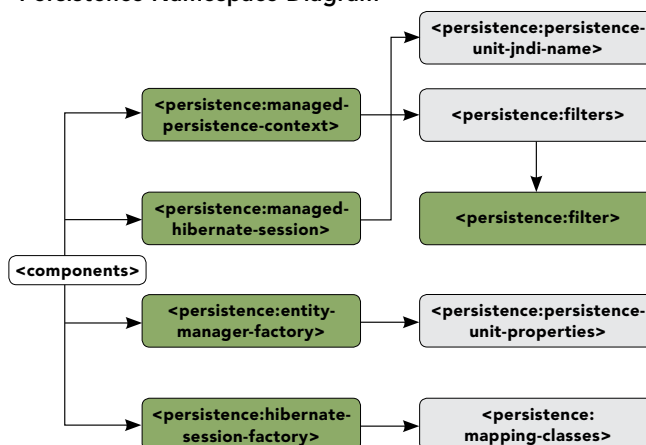 Persistence Namespace Diagram
<persistence:persistence-
unit-jndi-name>
<persistence:managed-
persistence-context>
<persistence:filters>
<persistence:managed-
hibernate-session>
<persistence:filter>
<components>
<persistence:entity-
manager-factory>
<persistence:persistence-
unit-properties>
<persistence:hibernate-
session-factory>
<persistence:
mapping-classes>